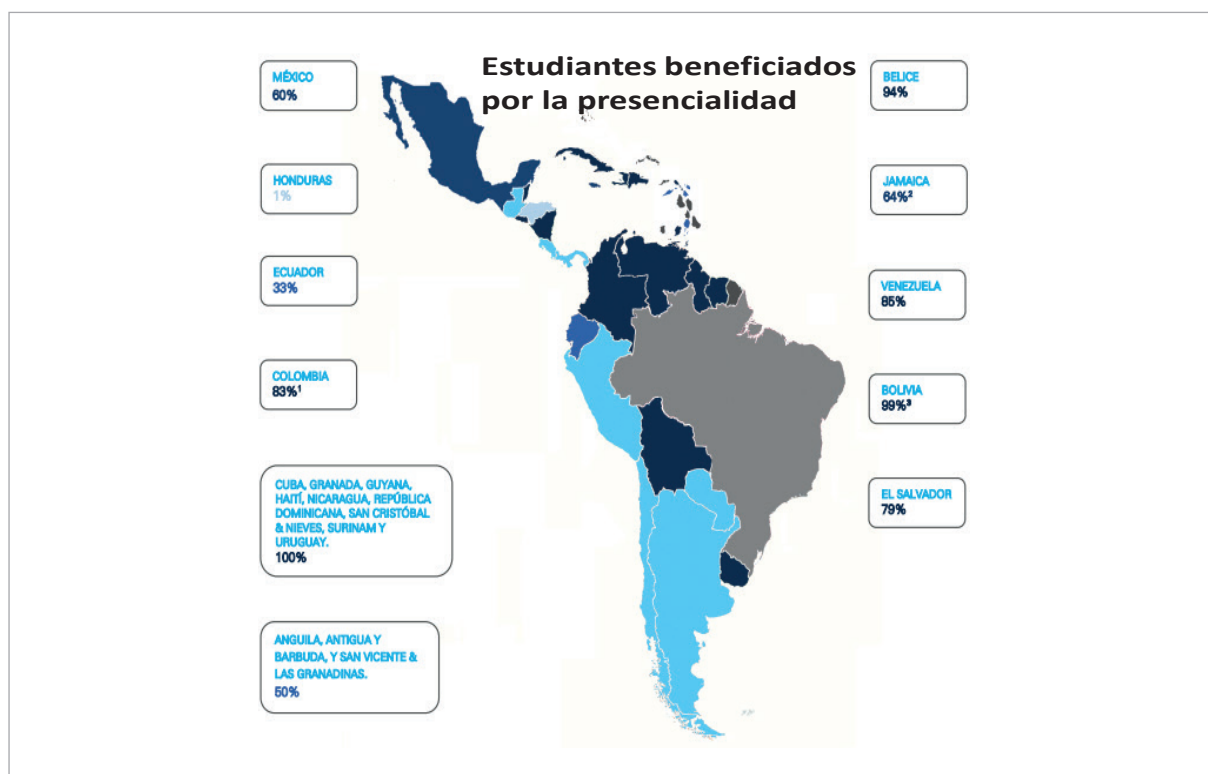 Estudiantes beneficiados
por la presencialidad
MÉXICO
60%
HONDURAS
1%
ECUADOR
33%
COLOMBIA
83%¹
CUBA, GRANADA, GUYANA,
HAITÍ, NICARAGUA, REPÚBLICA
DOMINICANA, SAN CRISTÓBAL
& NIEVES, SURINAM Y
URUGUAY.
100%
ANGUILA, ANTIGUA Y
BARBUDA, Y SAN VICENTE &
LAS GRANADINAS.
50%
BELICE
94%
JAMAICA
64%²
VENEZUELA
85%
BOLIVIA
99%³
EL SALVADOR
79%